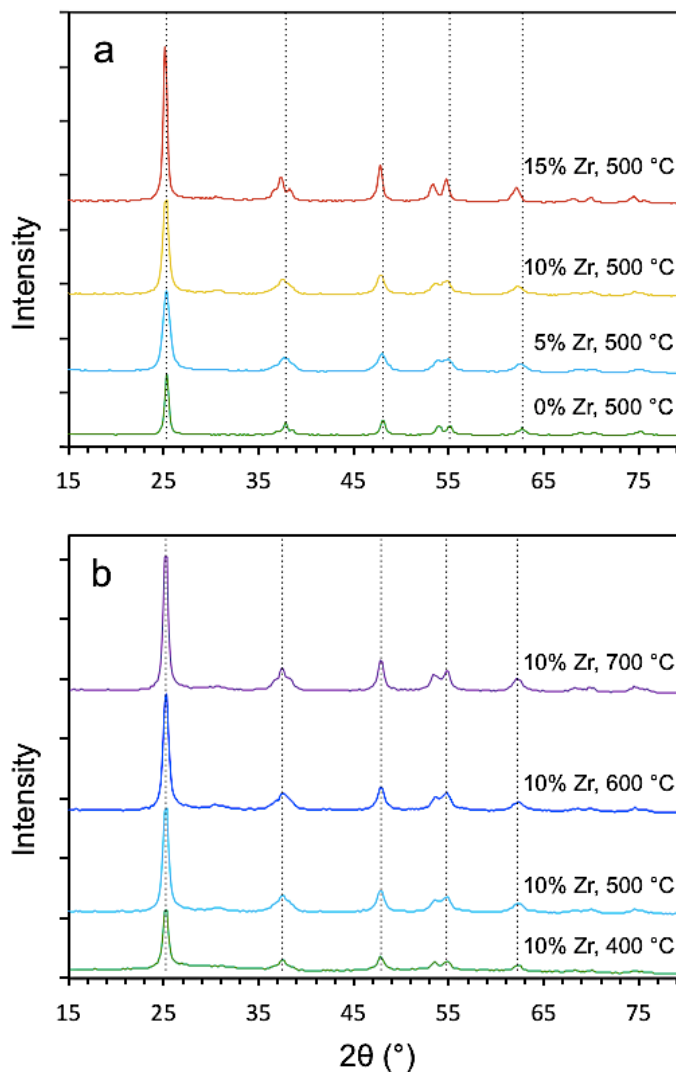 a
Intensity
15% Zr, 500 °C
10% Zr, 500 °C
5% Zr, 500 °C
0% Zr, 500 °C
15 25 35 45 55 65 75
b
Intensity
10% Zr, 700 °C
10% Zr, 600 °C
10% Zr, 500 °C
10% Zr, 400 °C
15 25 35 45 55 65 75
2θ (°)